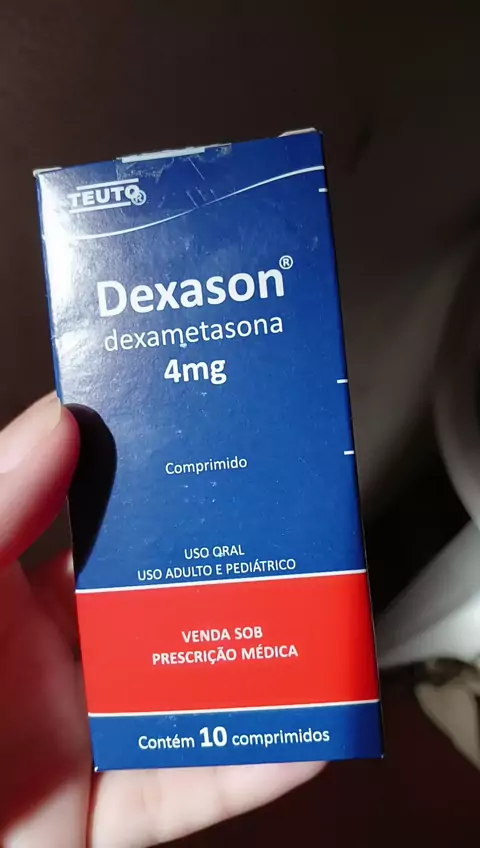 TEUTO®
Dexason®
dexametasona
4mg
Comprimido
USO ORAL
USO ADULTO E PEDIÁTRICO
VENDA SOB
PRESCRIÇÃO MÉDICA
Contém 10 comprimidos